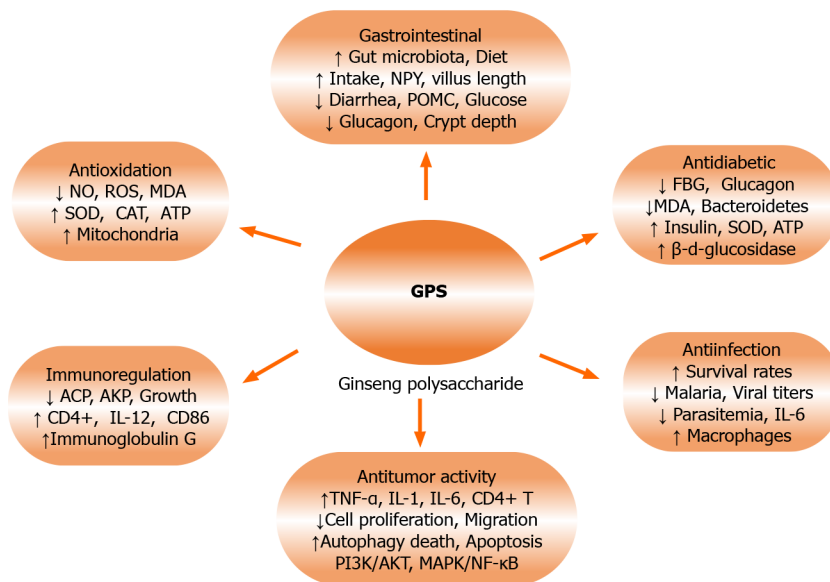 Gastrointestinal
↑ Gut microbiota, Diet
↑ Intake, NPY, villus length
↓ Diarrhea, POMC, Glucose
↓ Glucagon, Crypt depth
Antioxidation
↓ NO, ROS, MDA
↑ SOD, CAT, ATP
↑ Mitochondria
Antidiabetic
↓ FBG, Glucagon
↓MDA, Bacteroidetes
↑ Insulin, SOD, ATP
↑ β-d-glucosidase
GPS
Ginseng polysaccharide
Immunoregulation
↓ ACP, AKP, Growth
↑ CD4+, IL-12, CD86
↑Immunoglobulin G
Antiinfection
↑ Survival rates
↓ Malaria, Viral titers
↓ Parasitemia, IL-6
↑ Macrophages
Antitumor activity
↑TNF-α, IL-1, IL-6, CD4+ T
↓Cell proliferation, Migration
↑Autophagy death, Apoptosis
PI3K/AKT, MAPK/NF-κB